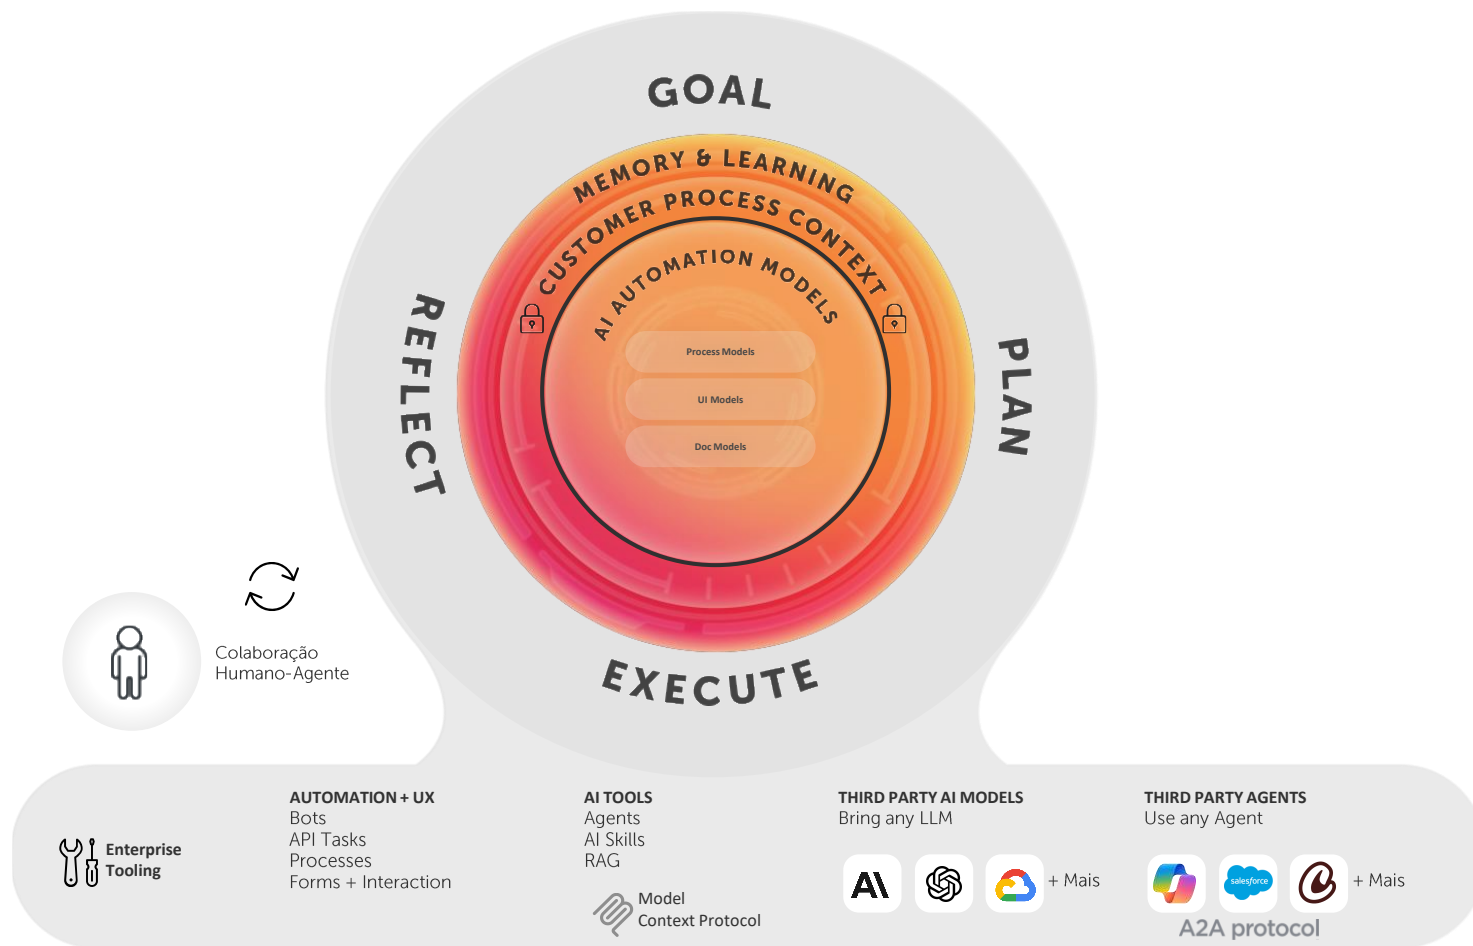 GOAL
MEMORY & LEARNING
CUSTOMER PROCESS CONTEXT
AI AUTOMATION MODELS
Process Models
UI Models
Doc Models
REFLECT
PLAN
EXECUTE
Colaboração
Humano-Agente
Enterprise
Tooling
AUTOMATION + UX
Bots
API Tasks
Processes
Forms + Interaction
AI TOOLS
Agents
AI Skills
RAG
Model
Context Protocol
THIRD PARTY AI MODELS
Bring any LLM
+ Mais
THIRD PARTY AGENTS
Use any Agent
salesforce
+ Mais
A2A protocol